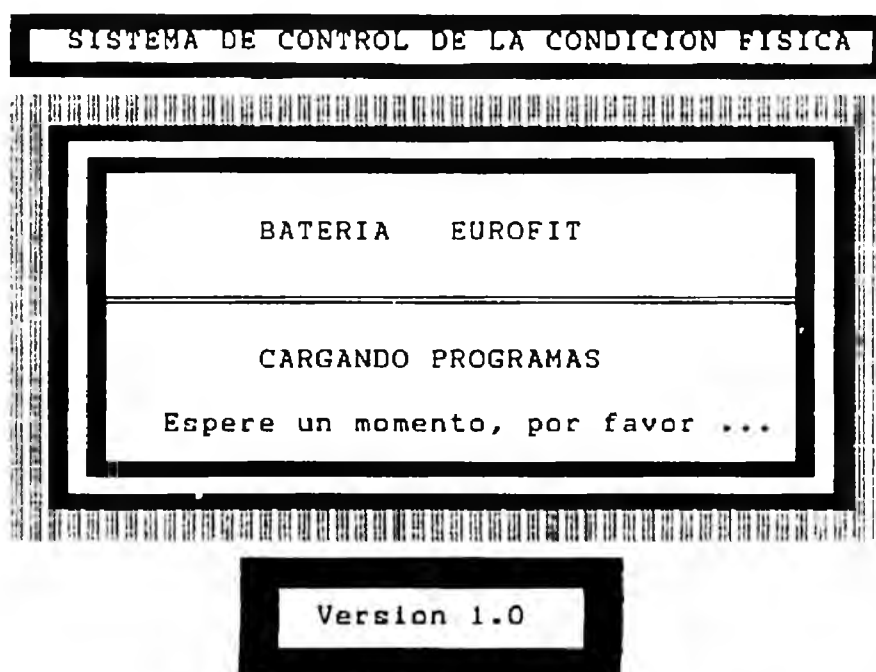 SISTEMA DE CONTROL DE LA CONDICION FISICA
BATERIA EUROFIT
CARGANDO PROGRAMAS
Espere un momento, por favor ...
Version 1.0